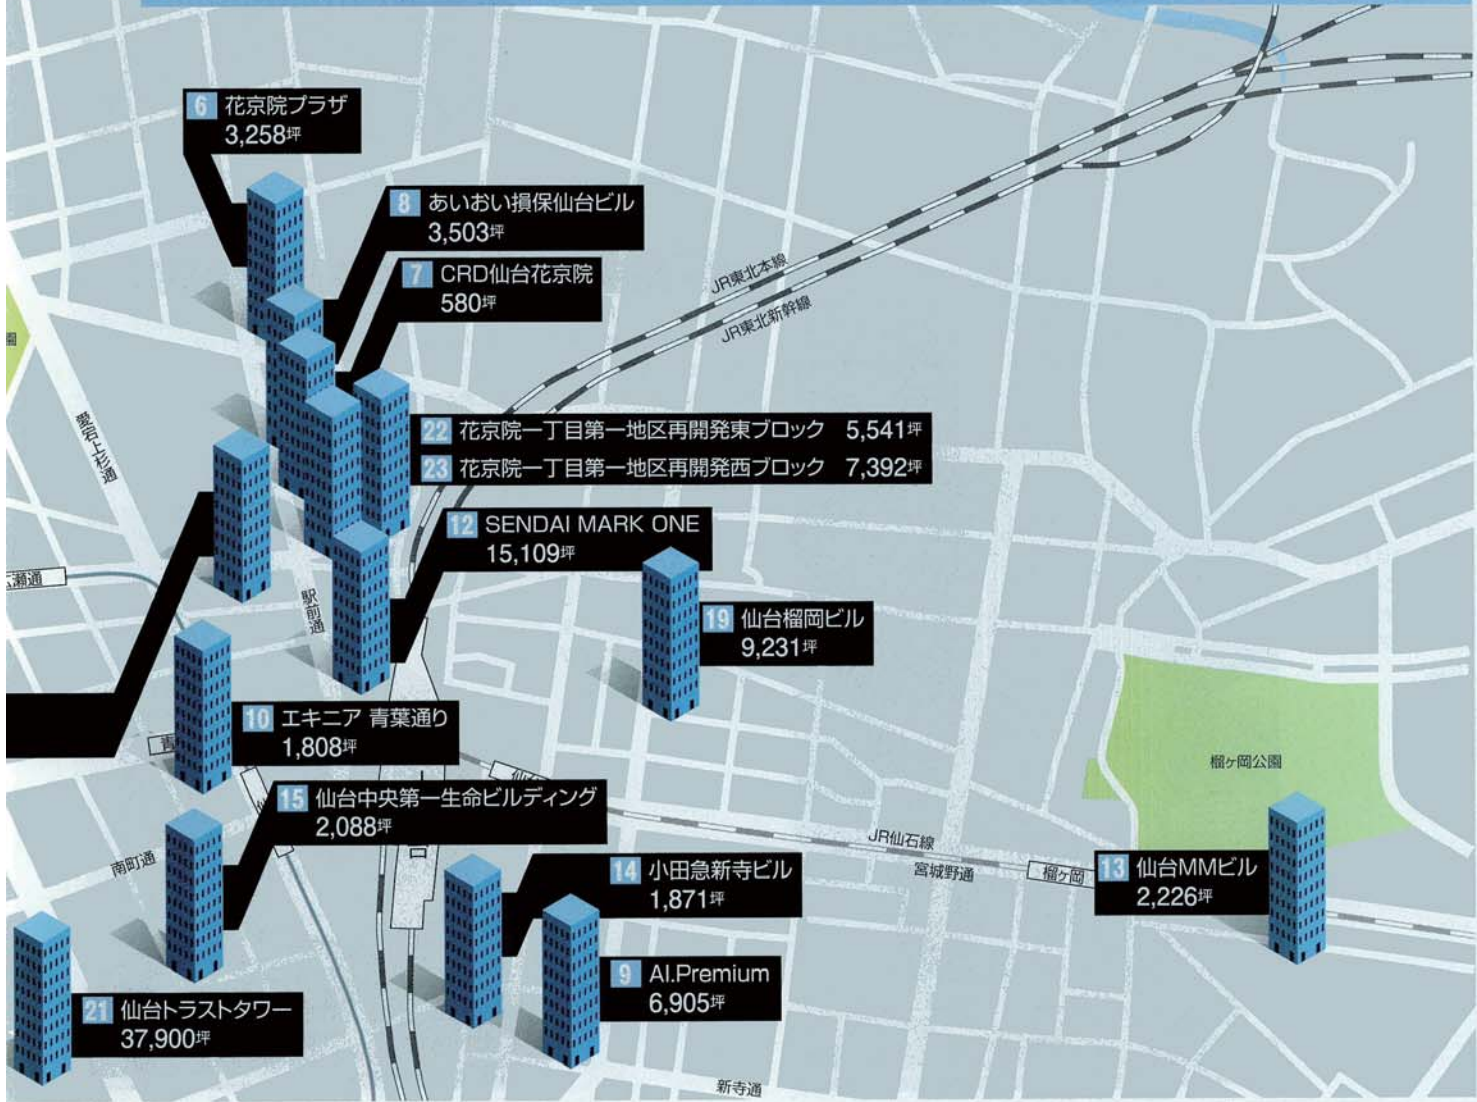 6 花京院プラザ
3,258坪
8 あいおい損保仙台ビル
3,503坪
7 CRD仙台花京院
580坪
JR東北本線
JR東北新幹線
園
愛宕上杉通
22 花京院一丁目第一地区再開発東ブロック 5,541坪
23 花京院一丁目第一地区再開発西ブロック 7,392坪
12 SENDAI MARK ONE
15,109坪
広瀬通
駅前通
19 仙台榴岡ビル
9,231坪
10 エキニア 青葉通り
1,808坪
青
仙台
仙
榴ヶ岡公園
15 仙台中央第一生命ビルディング
2,088坪
南町通
JR仙石線
宮城野通
榴ヶ岡
14 小田急新寺ビル
1,871坪
13 仙台MMビル
2,226坪
9 AI.Premium
6,905坪
21 仙台トラストタワー
37,900坪
新寺通